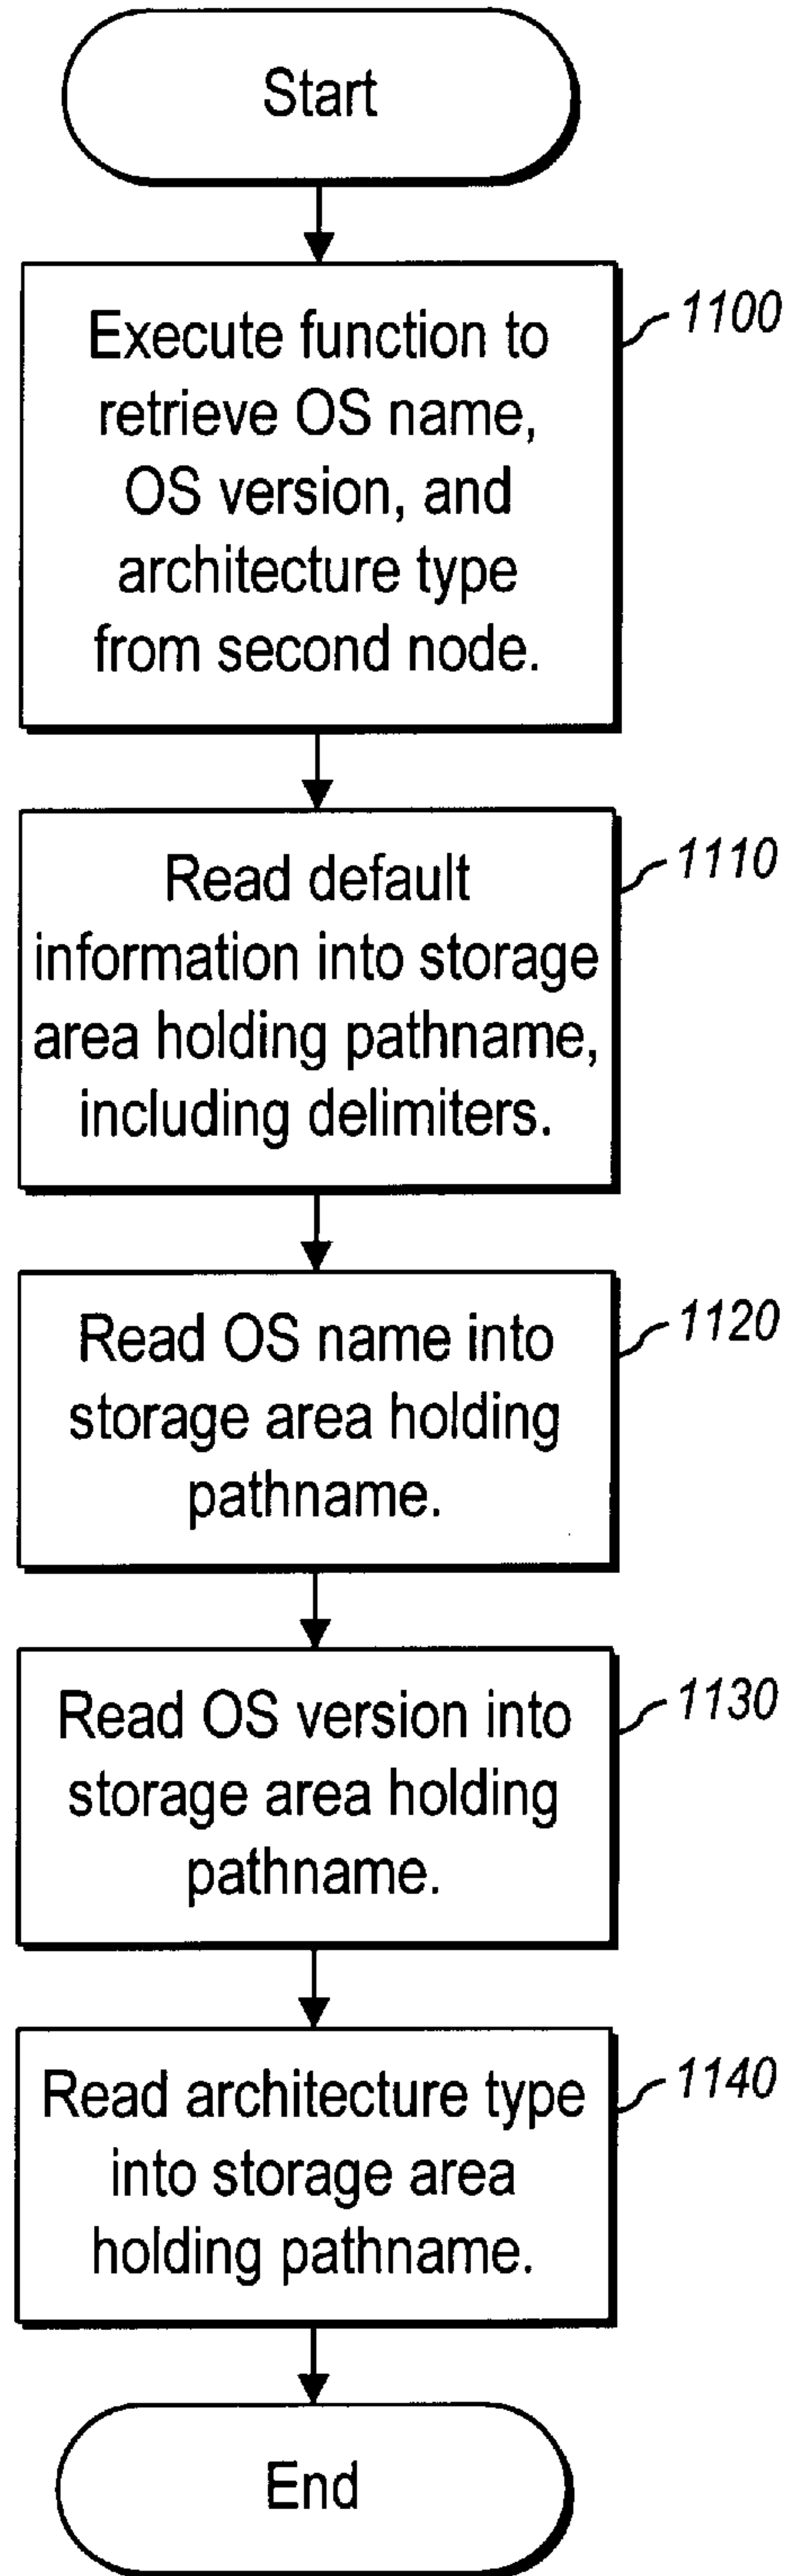 Start
Execute function to
retrieve OS name,
OS version, and
architecture type
from second node.
1100
Read default
information into storage
area holding pathname,
including delimiters.
1110
Read OS name into
storage area holding
pathname.
1120
Read OS version into
storage area holding
pathname.
1130
Read architecture type
into storage area
holding pathname.
1140
End